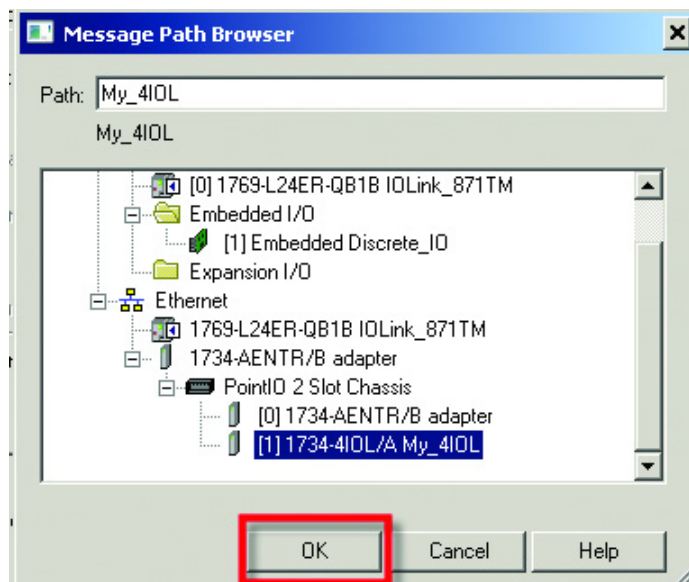 Message Path Browser
Path: My_4IOL
My_4IOL
[0] 1769-L24ER-QB1B IOLink_871TM
Embedded I/O
[1] Embedded Discrete_IO
Expansion I/O
Ethernet
1769-L24ER-QB1B IOLink_871TM
1734-AENTR/B adapter
PointIO 2 Slot Chassis
[0] 1734-AENTR/B adapter
[1] 1734-4IOL/A My_4IOL
OK Cancel Help